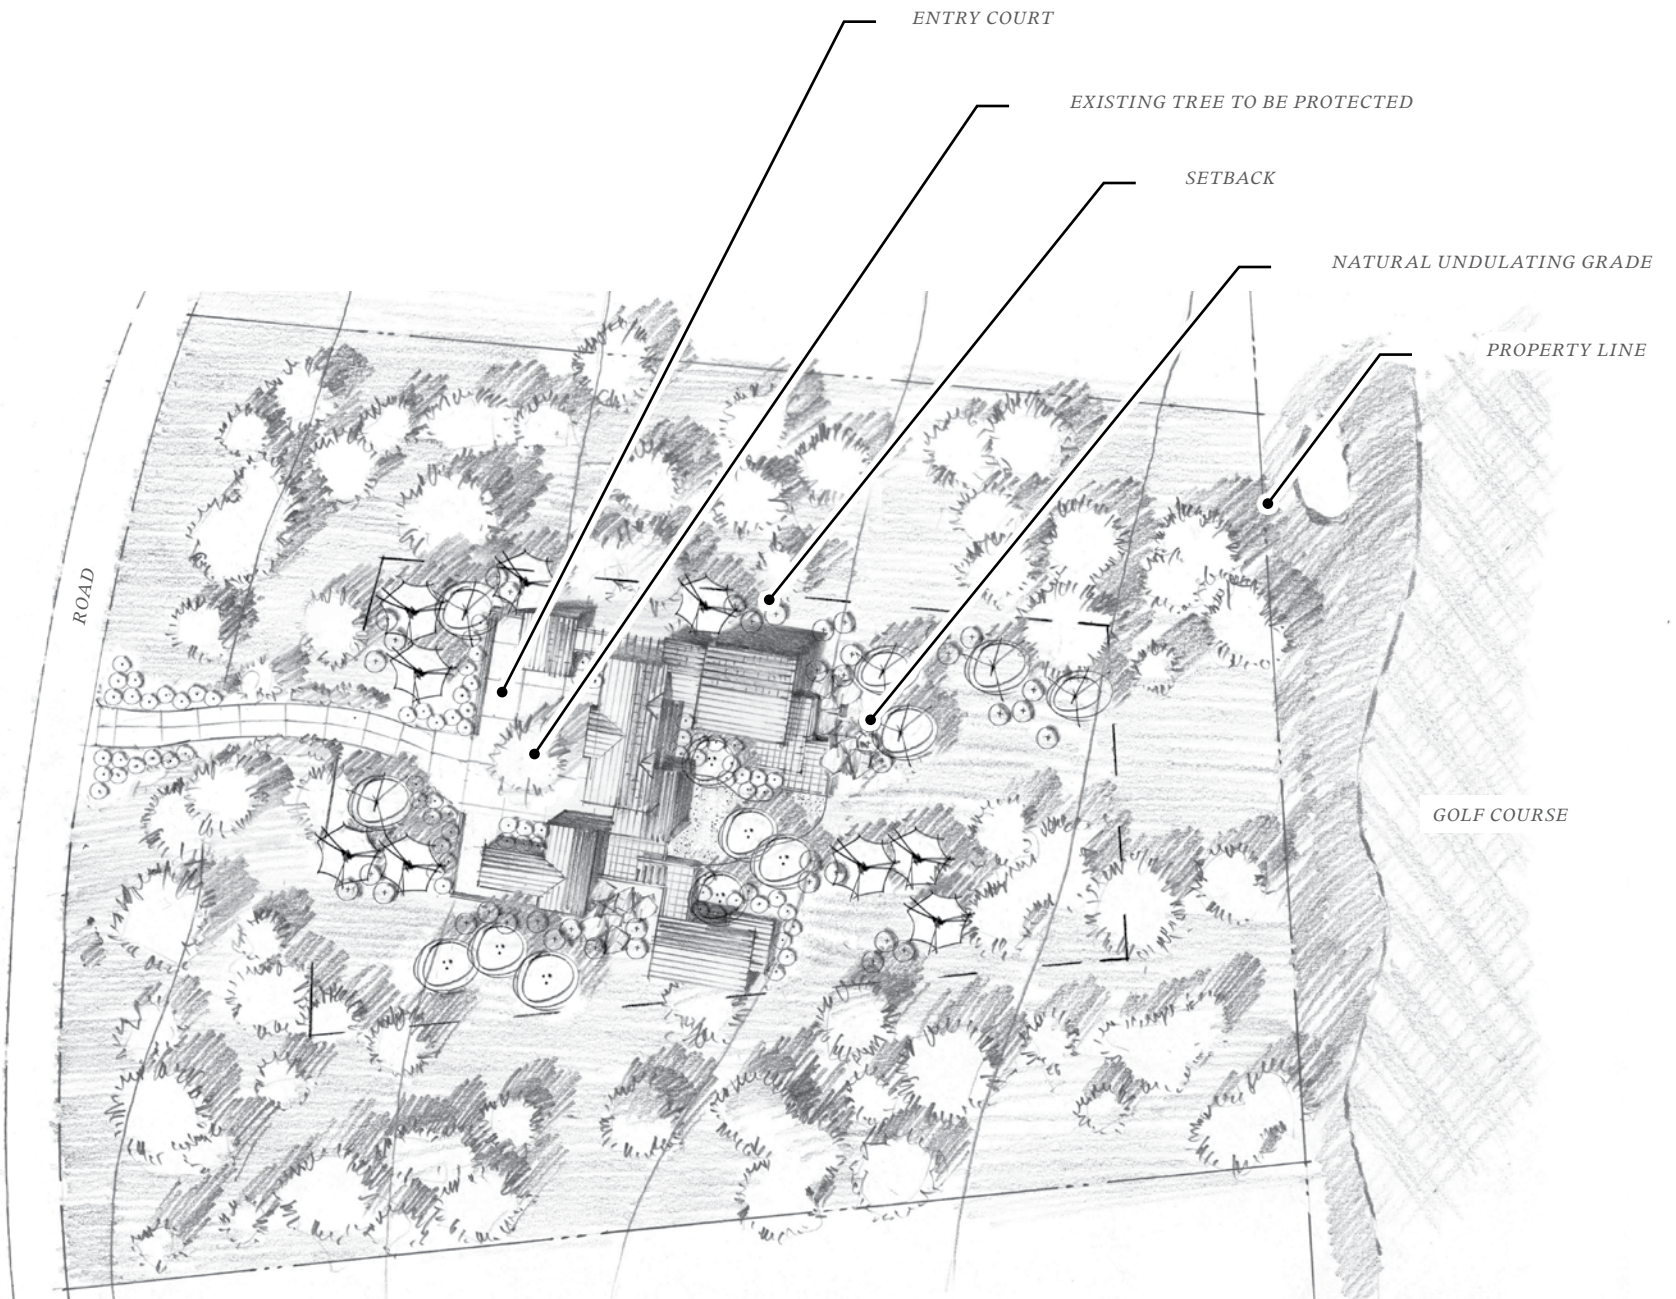 ENTRY COURT
EXISTING TREE TO BE PROTECTED
SETBACK
NATURAL UNDULATING GRADE
PROPERTY LINE
ROAD
GOLF COURSE